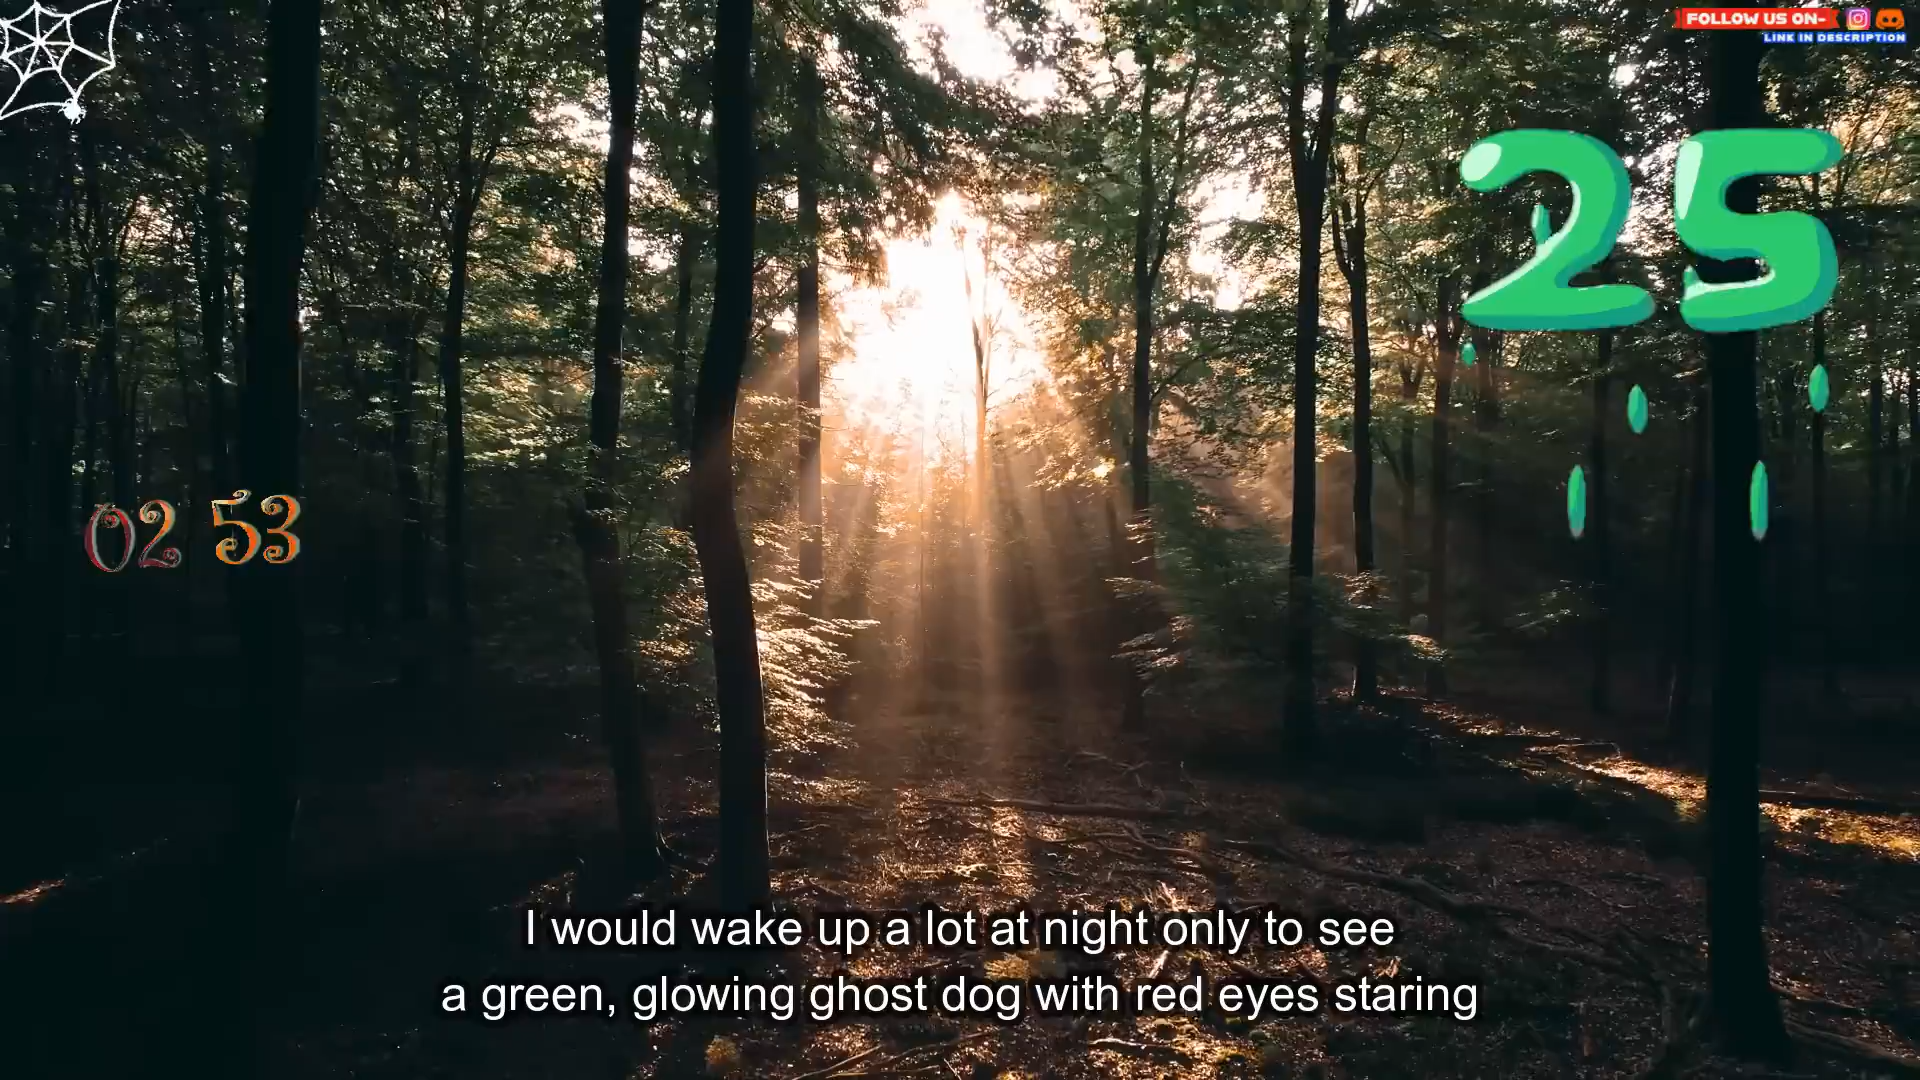 FOLLOW US ON-
LINK IN DESCRIPTION
25
02 53
I would wake up a lot at night only to see
a green, glowing ghost dog with red eyes staring